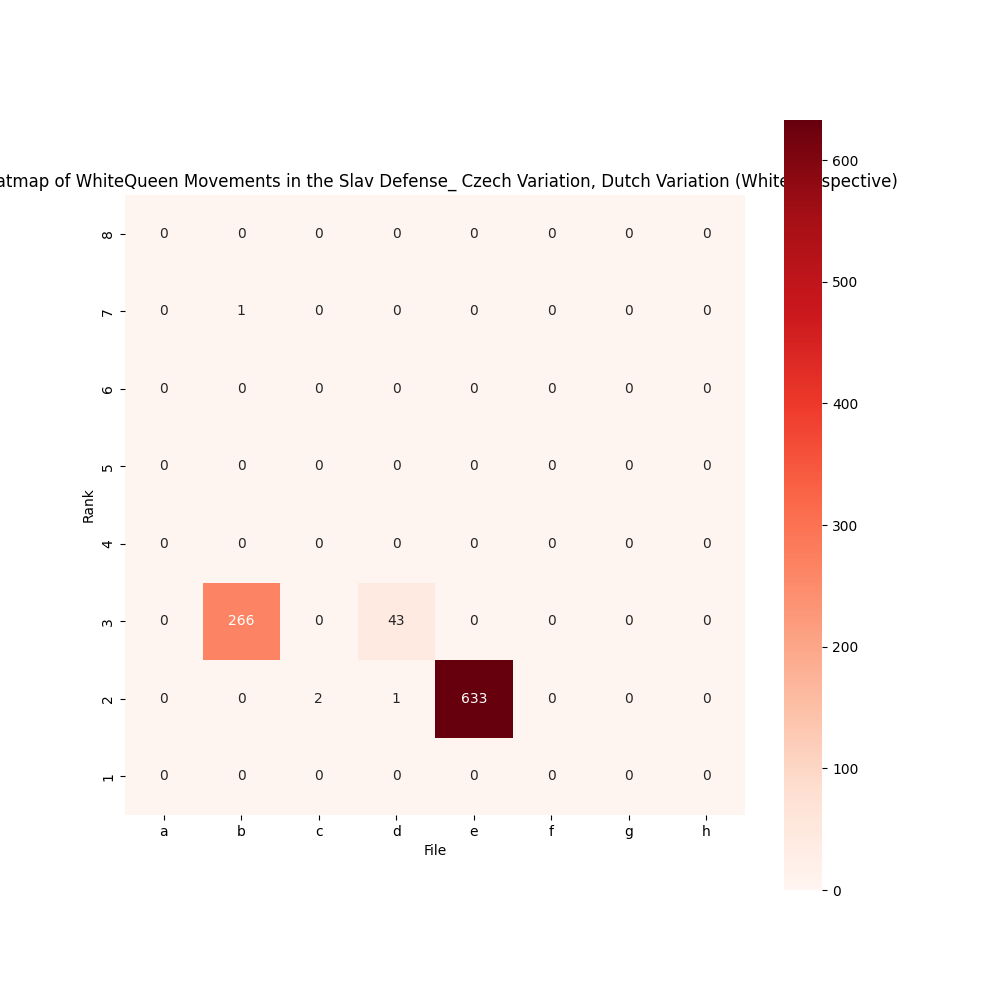 atmap of WhiteQueen Movements in the Slav Defense_ Czech Variation, Dutch Variation (White spective)
8 0 0 0 0 0 0 0 0
7 0 1 0 0 0 0 0 0
6 0 0 0 0 0 0 0 0
5 0 0 0 0 0 0 0 0
4 0 0 0 0 0 0 0 0
3 0 266 0 43 0 0 0 0
2 0 0 2 1 633 0 0 0
1 0 0 0 0 0 0 0 0
a b c d e f g h
File
Rank
600
500
400
300
200
100
0